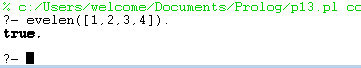 % c:/Users/welcome/Documents/Prolog/p13.pl cc
?- evelen([1,2,3,4]).
true.
?-